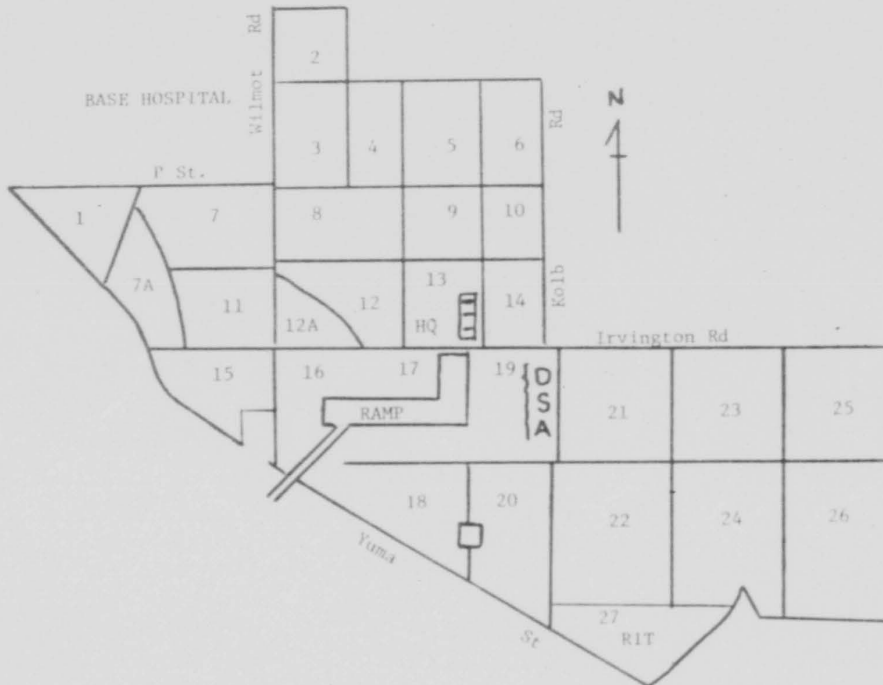 Wilmot Rd
2
BASE HOSPITAL
N
3
4
5
6
Rd
P St.
1
7
8
9
10
7A
11
12A
12
13
HQ
14
Kolb
Irvington Rd
15
16
17
19
DSA
21
23
25
RAMP
18
20
22
24
26
Yuma St
27
RIT